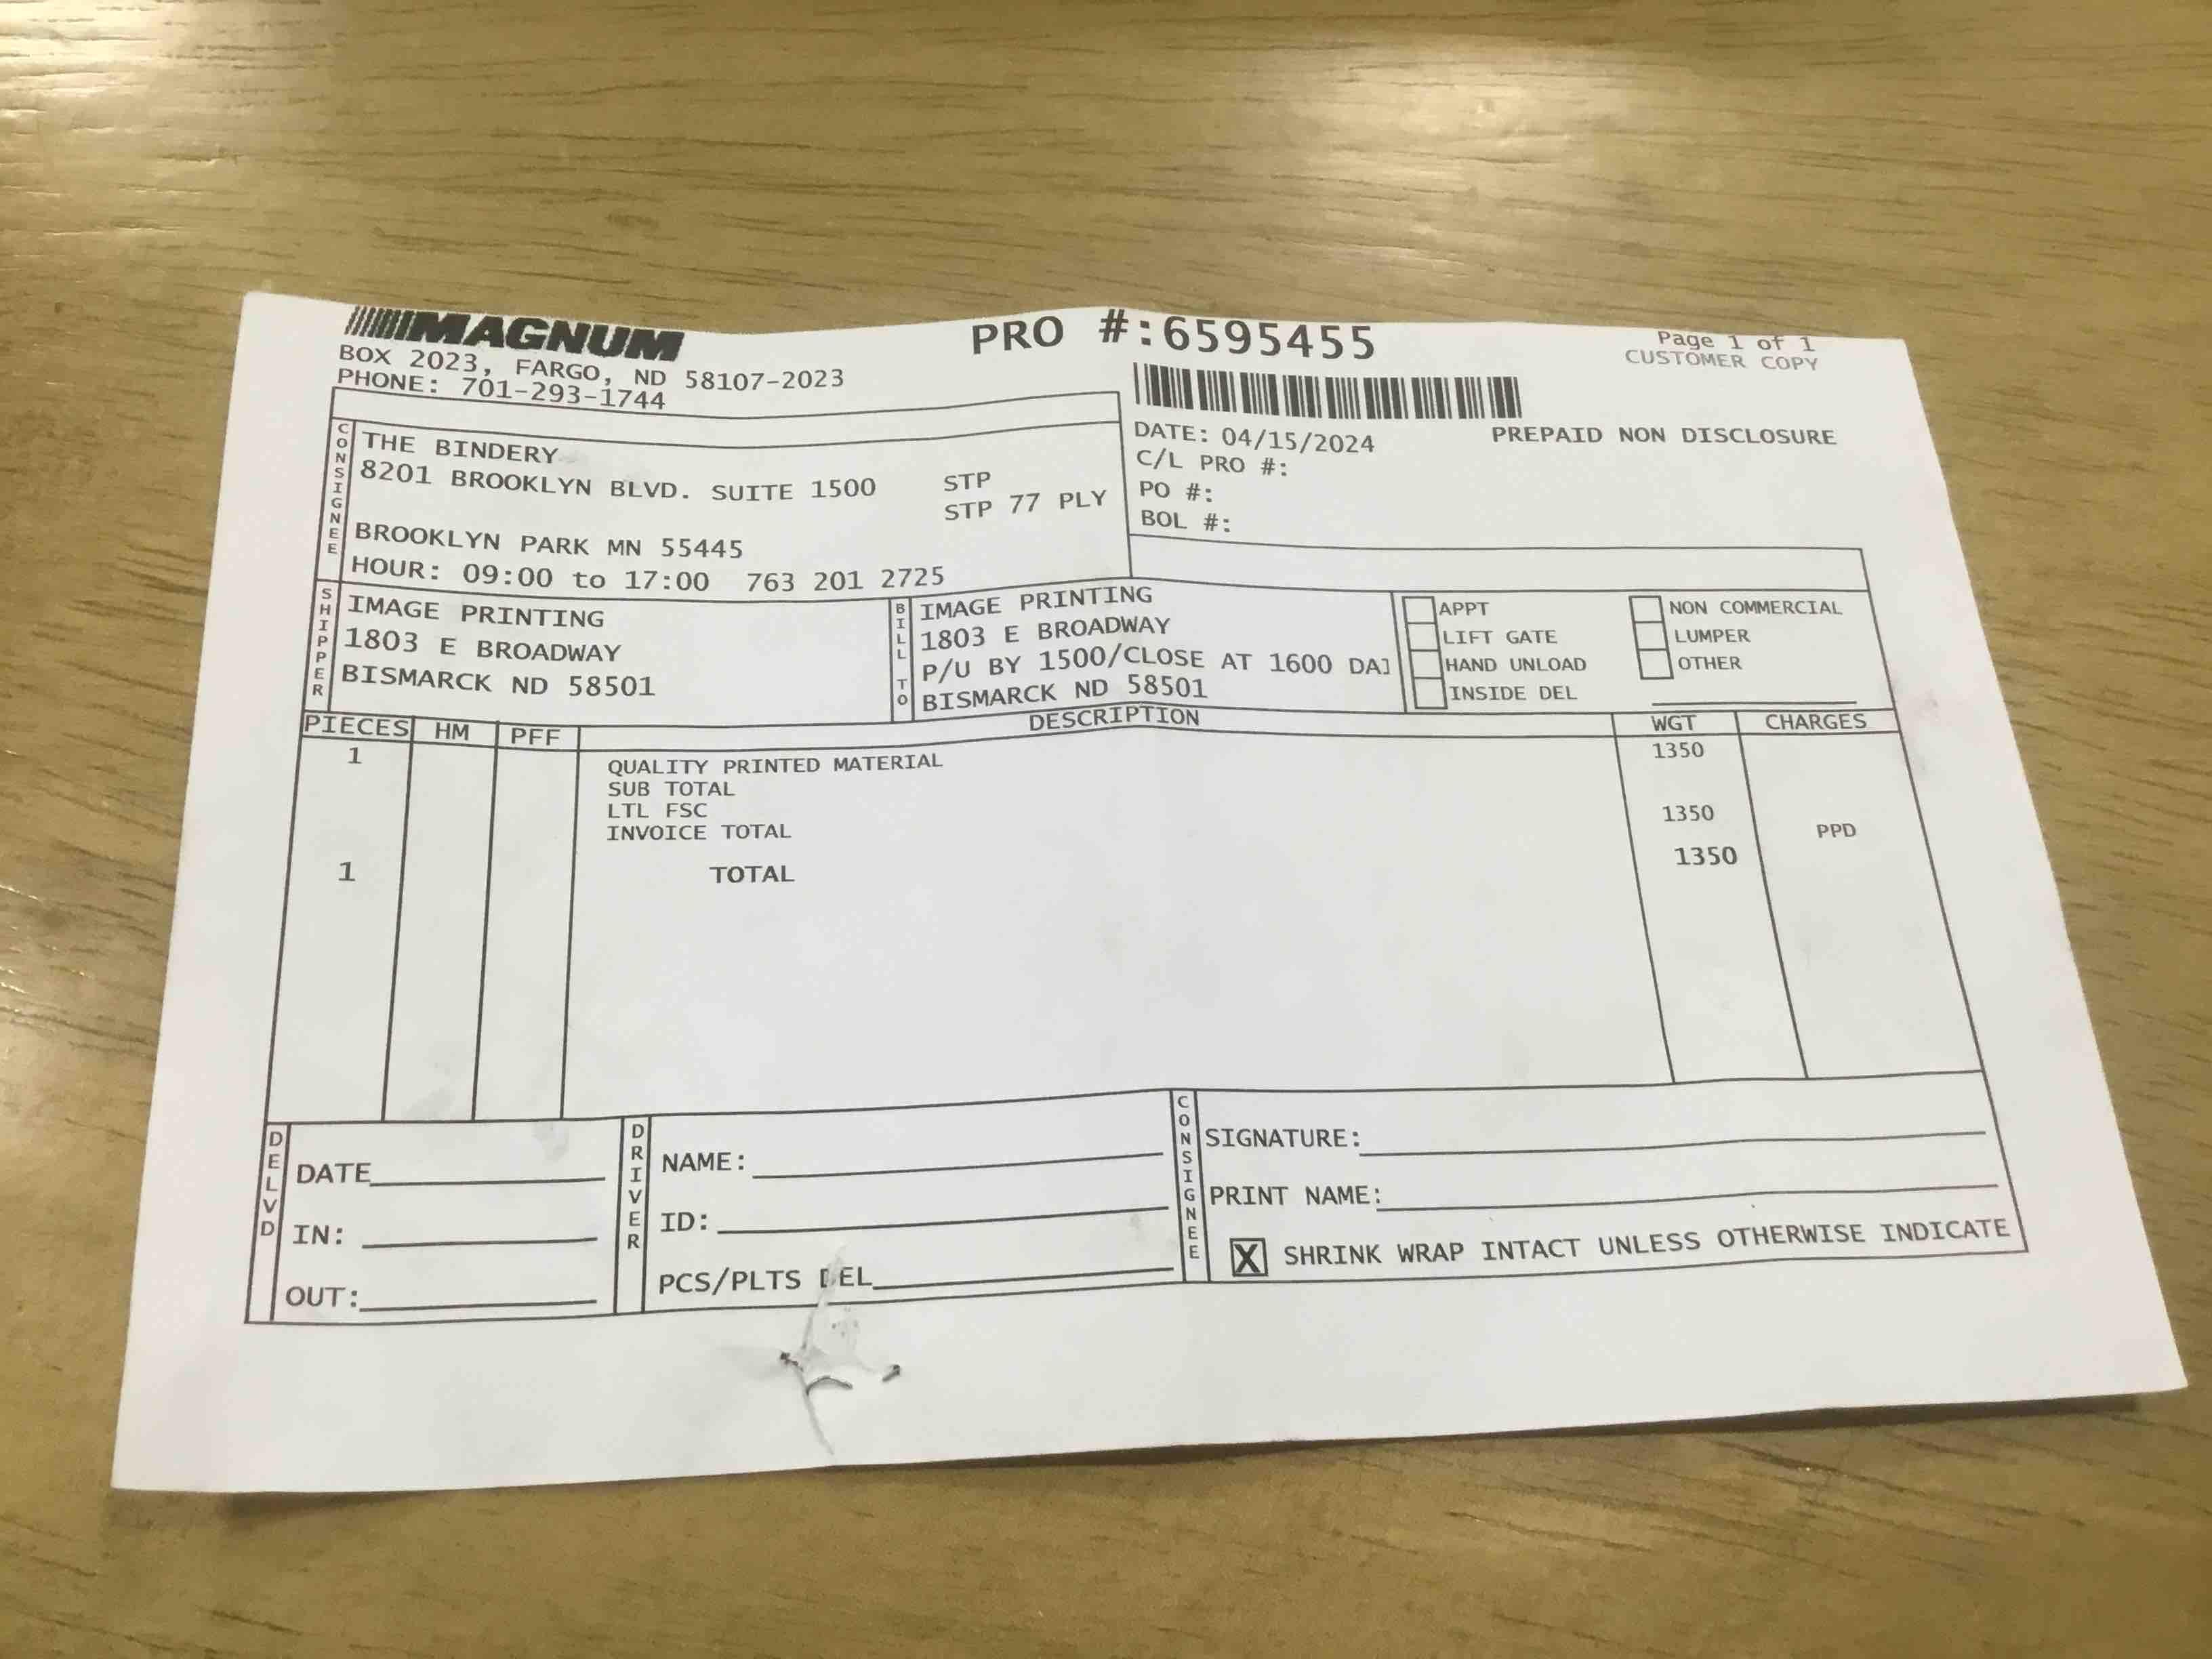 MAGNUM
BOX 2023, FARGO, ND 58107-2023
PHONE: 701-293-1744
PRO #:6595455
Page 1 of 1
CUSTOMER COPY
DATE: 04/15/2024
PREPAID NON DISCLOSURE
C/L PRO #:
PO #:
BOL #:
CONSIGNEE
THE BINDERY
8201 BROOKLYN BLVD. SUITE 1500
STP
STP 77 PLY
BROOKLYN PARK MN 55445
HOUR: 09:00 to 17:00 763 201 2725
SHIPPER
IMAGE PRINTING
1803 E BROADWAY
BISMARCK ND 58501
BILL TO
IMAGE PRINTING
1803 E BROADWAY
P/U BY 1500/CLOSE AT 1600
BISMARCK ND 58501
APPT
LIFT GATE
HAND UNLOAD
INSIDE DEL
NON COMMERCIAL
LUMPER
OTHER
PIECES HM PFF DESCRIPTION WGT CHARGES
1 QUALITY PRINTED MATERIAL 1350
SUB TOTAL
LTL FSC 1350
INVOICE TOTAL PPD
1 TOTAL 1350
DELVD
DATE
IN:
OUT:
DRIVER
NAME:
ID:
PCS/PLTS DEL
CONSIGNEE
SIGNATURE:
PRINT NAME:
X SHRINK WRAP INTACT UNLESS OTHERWISE INDICATE